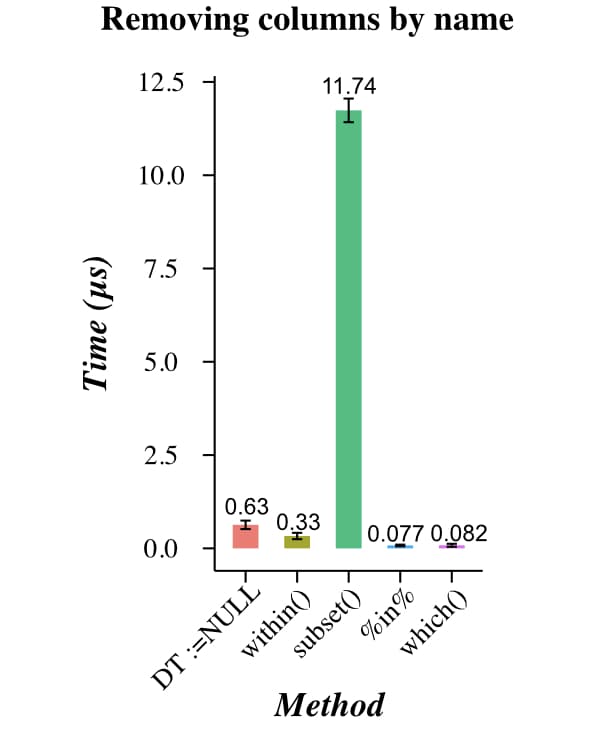 Removing columns by name
12.5
10.0
7.5
5.0
2.5
0.0
Time (µs)
0.63
0.33
11.74
0.077
0.082
DT :=NULL
within()
subset()
%in%
which()
Method